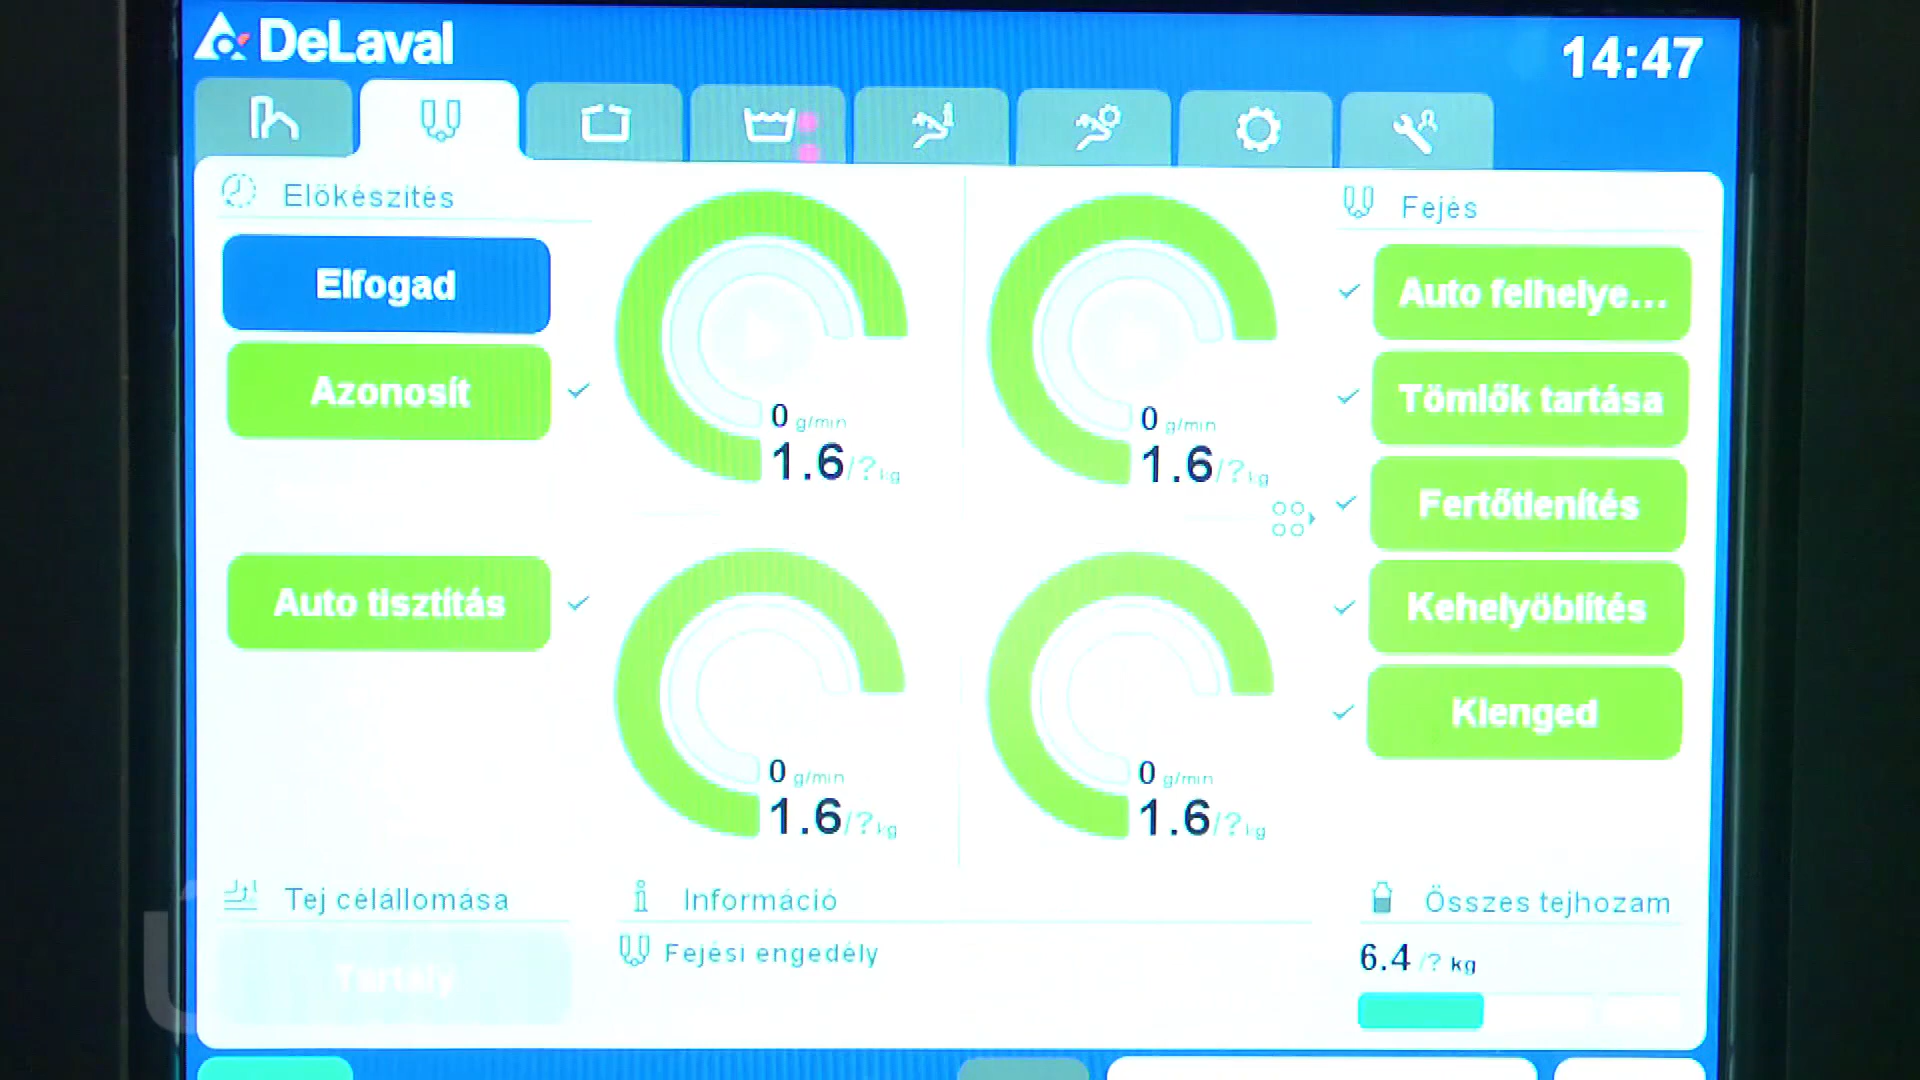 DeLaval
14:47
Előkészítés
Elfogad
Azonosít
Auto tisztítás
0 g/min
1.6/?kg
0 g/min
1.6/?kg
0 g/min
1.6/?kg
0 g/min
1.6/?kg
Fejés
Auto felhelye...
Tömlők tartása
Fertőtlenítés
Kehelyöblítés
Kienged
Tej célállomása
Tartály
Információ
Fejési engedély
Összes tejhozam
6.4/? kg